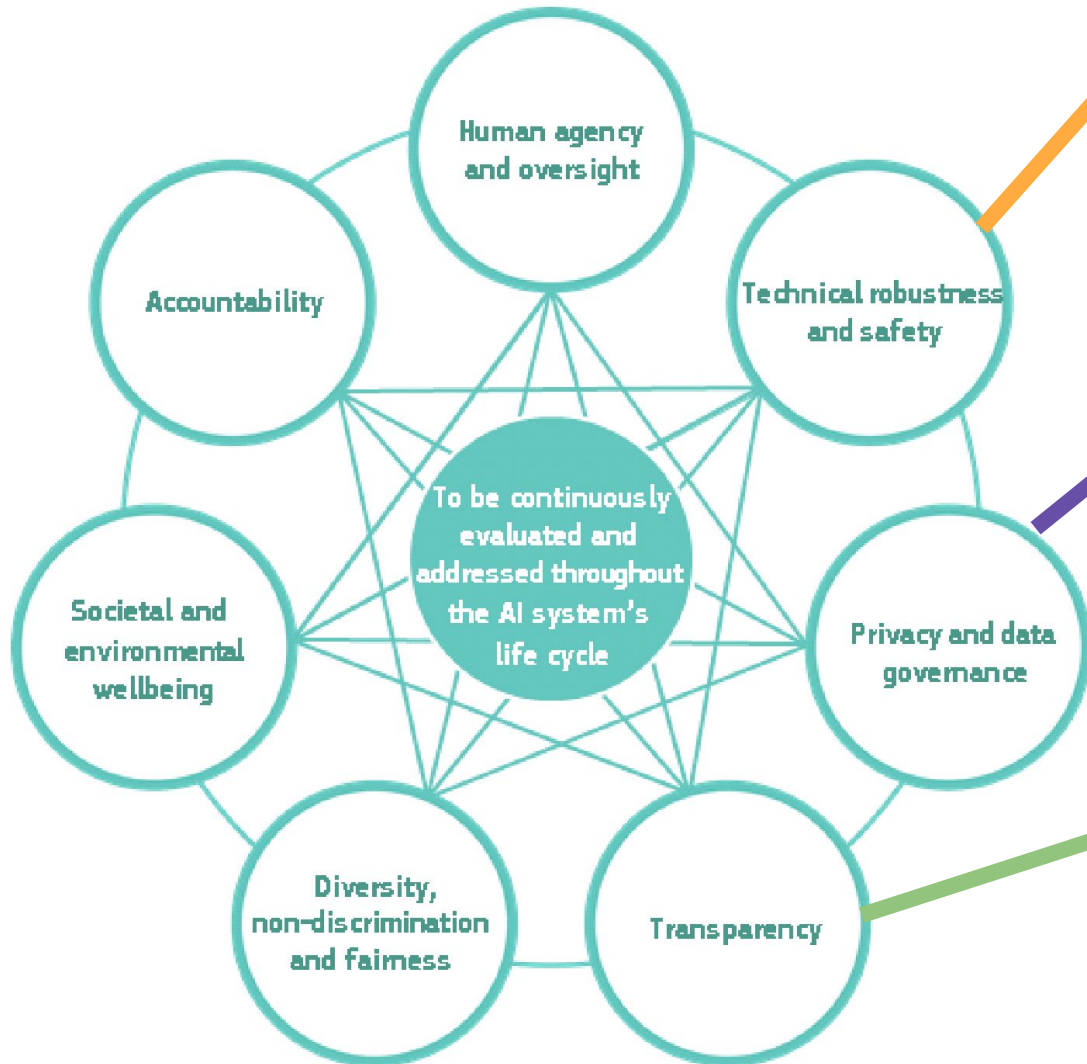 Human agency
and oversight
Technical robustness
and safety
Accountability
To be continuously
evaluated and
addressed throughout
the AI system's
life cycle
Privacy and data
governance
Societal and
environmental
wellbeing
Transparency
Diversity,
non-discrimination
and fairness